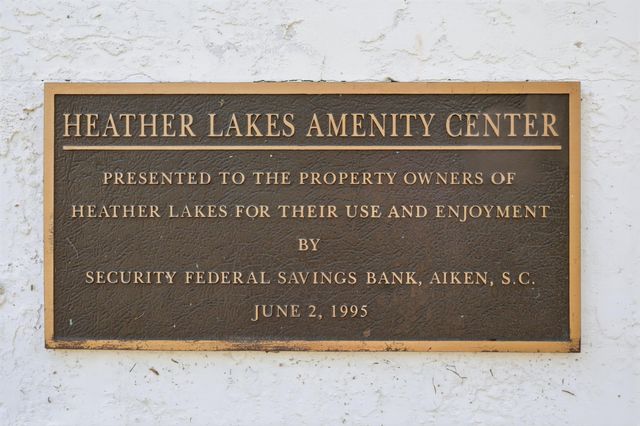 HEATHER LAKES AMENITY CENTER
PRESENTED TO THE PROPERTY OWNERS OF
HEATHER LAKES FOR THEIR USE AND ENJOYMENT
BY
SECURITY FEDERAL SAVINGS BANK, AIKEN, S.C.
JUNE 2, 1995